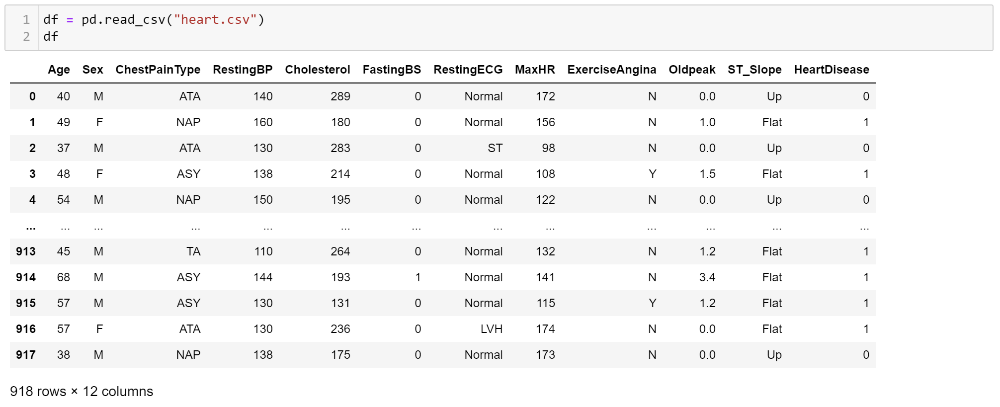 1 df = pd.read_csv("heart.csv")
2 df
Age Sex ChestPainType RestingBP Cholesterol FastingBS RestingECG MaxHR ExerciseAngina Oldpeak ST_Slope HeartDisease
0 40 M ATA 140 289 0 Normal 172 N 0.0 Up 0
1 49 F NAP 160 180 0 Normal 156 N 1.0 Flat 1
2 37 M ATA 130 283 0 ST 98 N 0.0 Up 0
3 48 F ASY 138 214 0 Normal 108 Y 1.5 Flat 1
4 54 M NAP 150 195 0 Normal 122 N 0.0 Up 0
... ... ... ... ... ... ... ... ... ... ... ... ...
913 45 M TA 110 264 0 Normal 132 N 1.2 Flat 1
914 68 M ASY 144 193 1 Normal 141 N 3.4 Flat 1
915 57 M ASY 130 131 0 Normal 115 Y 1.2 Flat 1
916 57 F ATA 130 236 0 LVH 174 N 0.0 Flat 1
917 38 M NAP 138 175 0 Normal 173 N 0.0 Up 0
918 rows × 12 columns